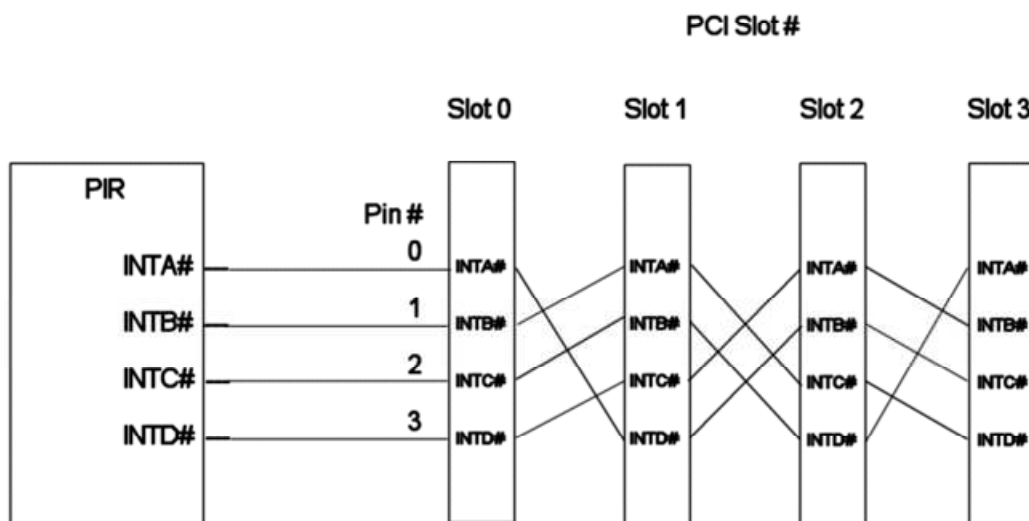 PCI Slot #
Slot 0 Slot 1 Slot 2 Slot 3
PIR
Pin #
0
INTA# INTA# INTA# INTA# INTA#
1
INTB# INTB# INTB# INTB# INTB#
2
INTC# INTC# INTC# INTC# INTC#
3
INTD# INTD# INTD# INTD# INTD#